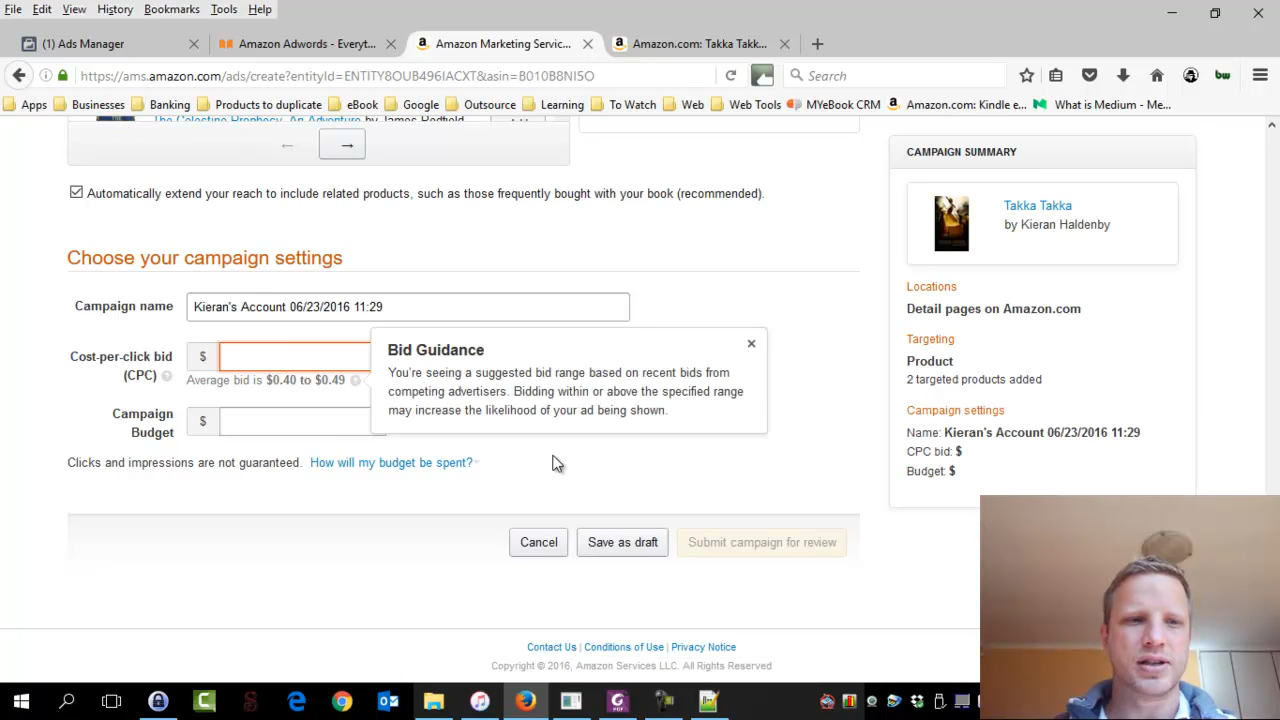 File Edit View History Bookmarks Tools Help
(1) Ads Manager
Amazon Adwords - Everyt...
Amazon Marketing Servic...
Amazon.com: Takka Takk...
https://ams.amazon.com/ads/create?entityId=ENTITY8OUB496IACXT&asin=B010B8NI5O
Search
Apps Businesses Banking Products to duplicate eBook Google Outsource Learning To Watch Web Web Tools MYeBook CRM Amazon.com: Kindle e... What is Medium - Me...
The Celestine Prophecy: An Adventure by James Redfield
← →
Automatically extend your reach to include related products, such as those frequently bought with your book (recommended).
Choose your campaign settings
Campaign name
Kieran's Account 06/23/2016 11:29
Cost-per-click bid
(CPC) ?
$
Average bid is $0.40 to $0.49 ?
Bid Guidance
You're seeing a suggested bid range based on recent bids from
competing advertisers. Bidding within or above the specified range
may increase the likelihood of your ad being shown.
Campaign
Budget
$
Clicks and impressions are not guaranteed. How will my budget be spent?
Cancel
Save as draft
Submit campaign for review
CAMPAIGN SUMMARY
Takka Takka
by Kieran Haldenby
Locations
Detail pages on Amazon.com
Targeting
Product
2 targeted products added
Campaign settings
Name: Kieran's Account 06/23/2016 11:29
CPC bid: $
Budget: $
Contact Us | Conditions of Use | Privacy Notice
Copyright © 2016, Amazon Services LLC. All Rights Reserved